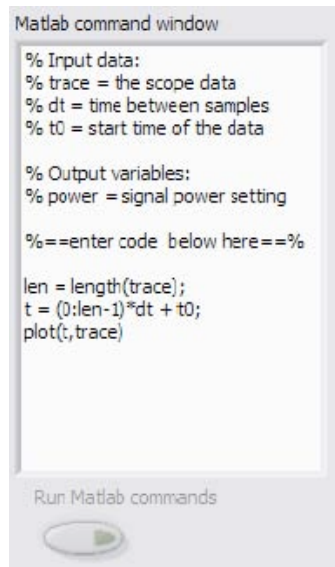 Matlab command window
% Input data:
% trace = the scope data
% dt = time between samples
% t0 = start time of the data
% Output variables:
% power = signal power setting
%==enter code below here==%
len = length(trace);
t = (0:len-1)*dt + t0;
plot(t,trace)
Run Matlab commands